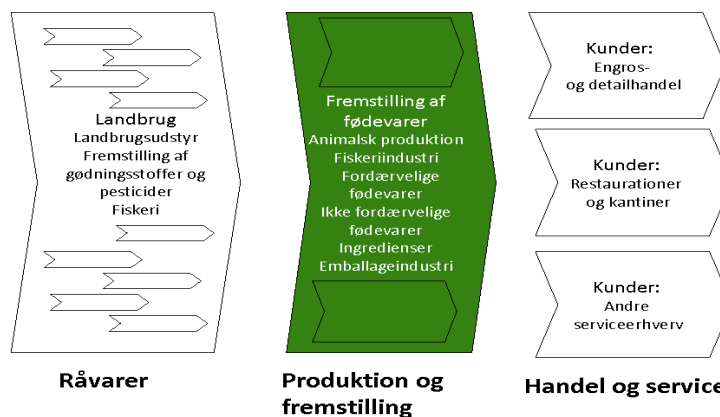 Landbrug
Landbrugsudstyr
Fremstilling af
gødningsstoffer og
pesticider
Fiskeri
Råvarer
Fremstilling af
fødevarer
Animalsk produktion
Fiskeriindustri
Fordærvelige
fødevarer
Ikke fordærvelige
fødevarer
Ingredienser
Emballageindustri
Produktion og
fremstilling
Kunder:
Engros-
og detailhandel
Kunder:
Restaurationer
og kantiner
Kunder:
Andre
serviceerhverv
Handel og service